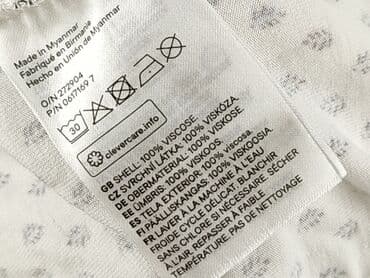 Made in Myanmar
Fabriqué en Birmanie
Hecho en Unión de Myanmar
O/N 272904
P/N 0617169 7
30
clevercare.info
GB SHELL: 100% VISCOSE
CZ SVRCHNÍ LÁTKA: 100% VISKÓZA
DE OBERMATERIAL: 100% VISKOSE
EE ÜMBRIS: 100% VISKOOS
ES TELA EXTERIOR: 100% viscosa
FI PÄÄLLISKANGAS: 100% VISKOOSIA
FR LAVER À LA MACHINE À L'EAU
FROIDE CYCLE DÉLICAT BLANCHIR
SANS CHLORE SI NÉCESSAIRE SÉCHER
À L'AIR REPASSER À FAIBLE
TEMPÉRATURE PAS DE NETTOYAGE